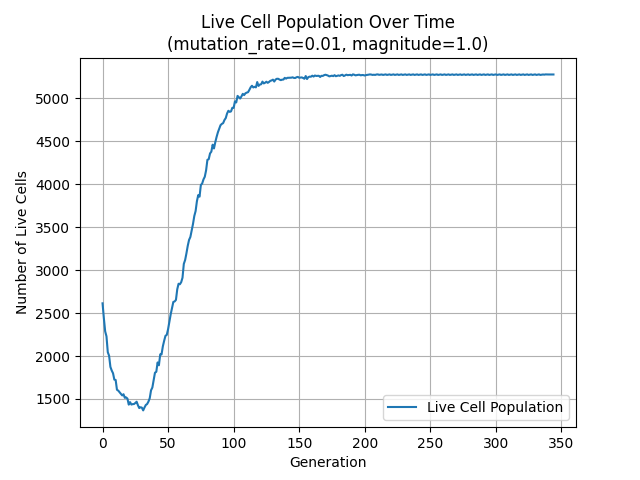 Live Cell Population Over Time
(mutation_rate=0.01, magnitude=1.0)
Number of Live Cells
5000
4500
4000
3500
3000
2500
2000
1500
Live Cell Population
0 50 100 150 200 250 300 350
Generation